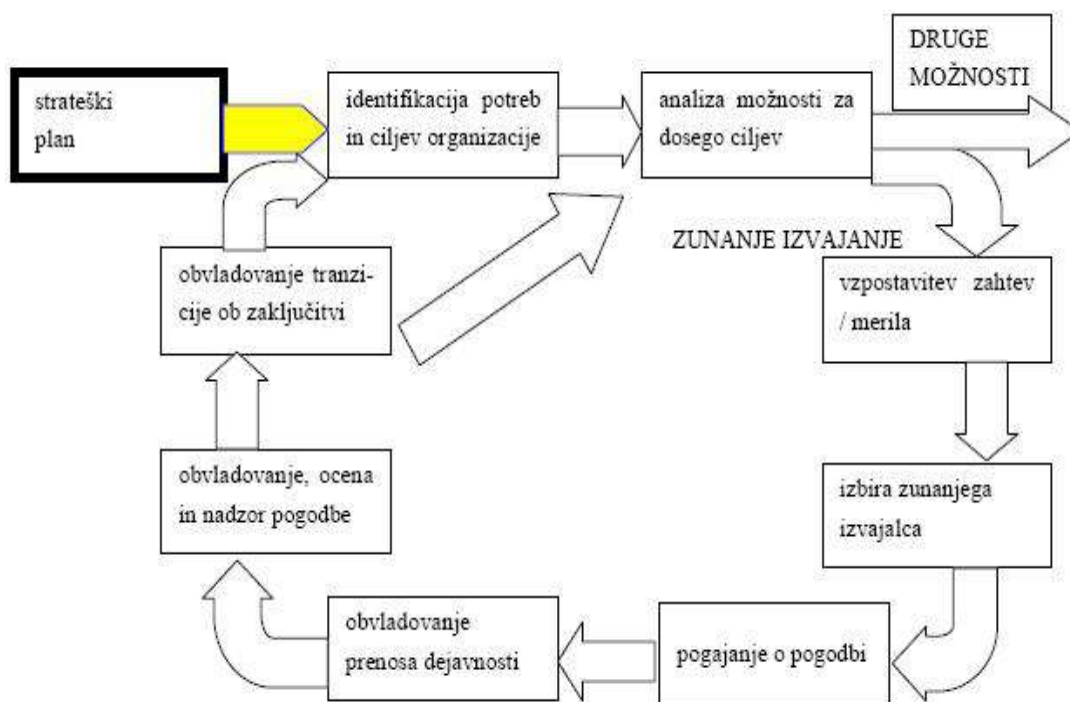 DRUGE
MOŽNOSTI
strateški
plan
identifikacija potreb
in ciljev organizacije
analiza možnosti za
dosego ciljev
ZUNANJE IZVAJANJE
obvladovanje tranzi-
cije ob zaključitvi
vzpostavitev zahtev
/ merila
obvladovanje, ocena
in nadzor pogodbe
izbira zunanjega
izvajalca
obvladovanje
prenosa dejavnosti
pogajanje o pogodbi